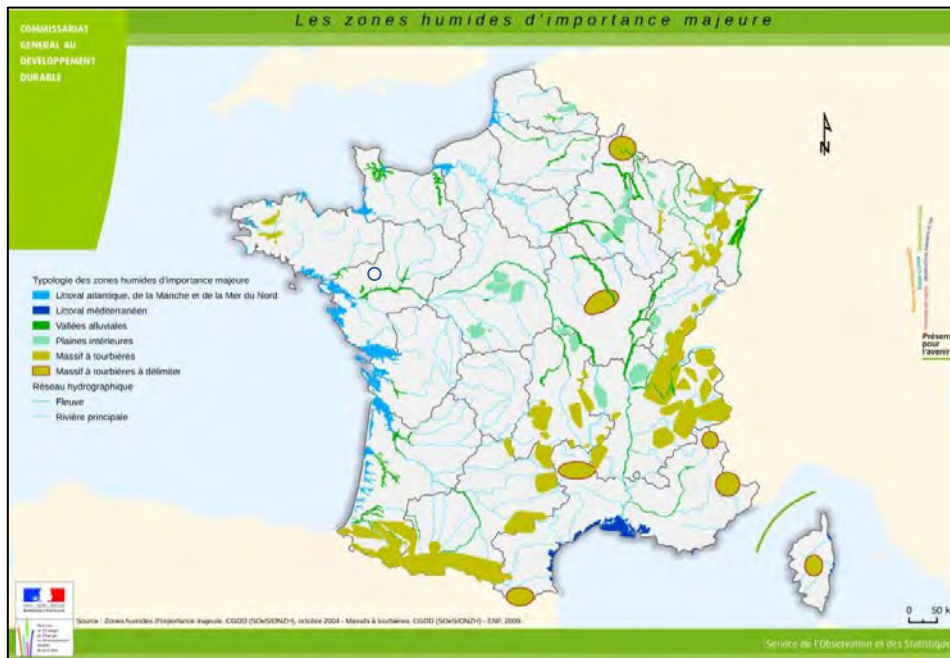 Les zones humides d'importance majeure
COMMISSARIAT
GENERAL AU
DEVELOPPEMENT
DURABLE
N
Typologie des zones humides d'importance majeure
Littoral atlantique, de la Manche et de la Mer du Nord
Littoral méditerranéen
Vallées alluviales
Plaines intérieures
Massif à tourbières
Massif à tourbières à délimiter
Réseau hydrographique
Fleuve
Rivière principale
Présent
pour
l'avenir
0 50 k
Source : Zones humides d'importance majeure, CGDD (SOeS/ONZH), octobre 2004 - Massifs à tourbières, CGDD (SOeS/ONZH) - ENF, 2009.
Service de l'Observation et des Statistique